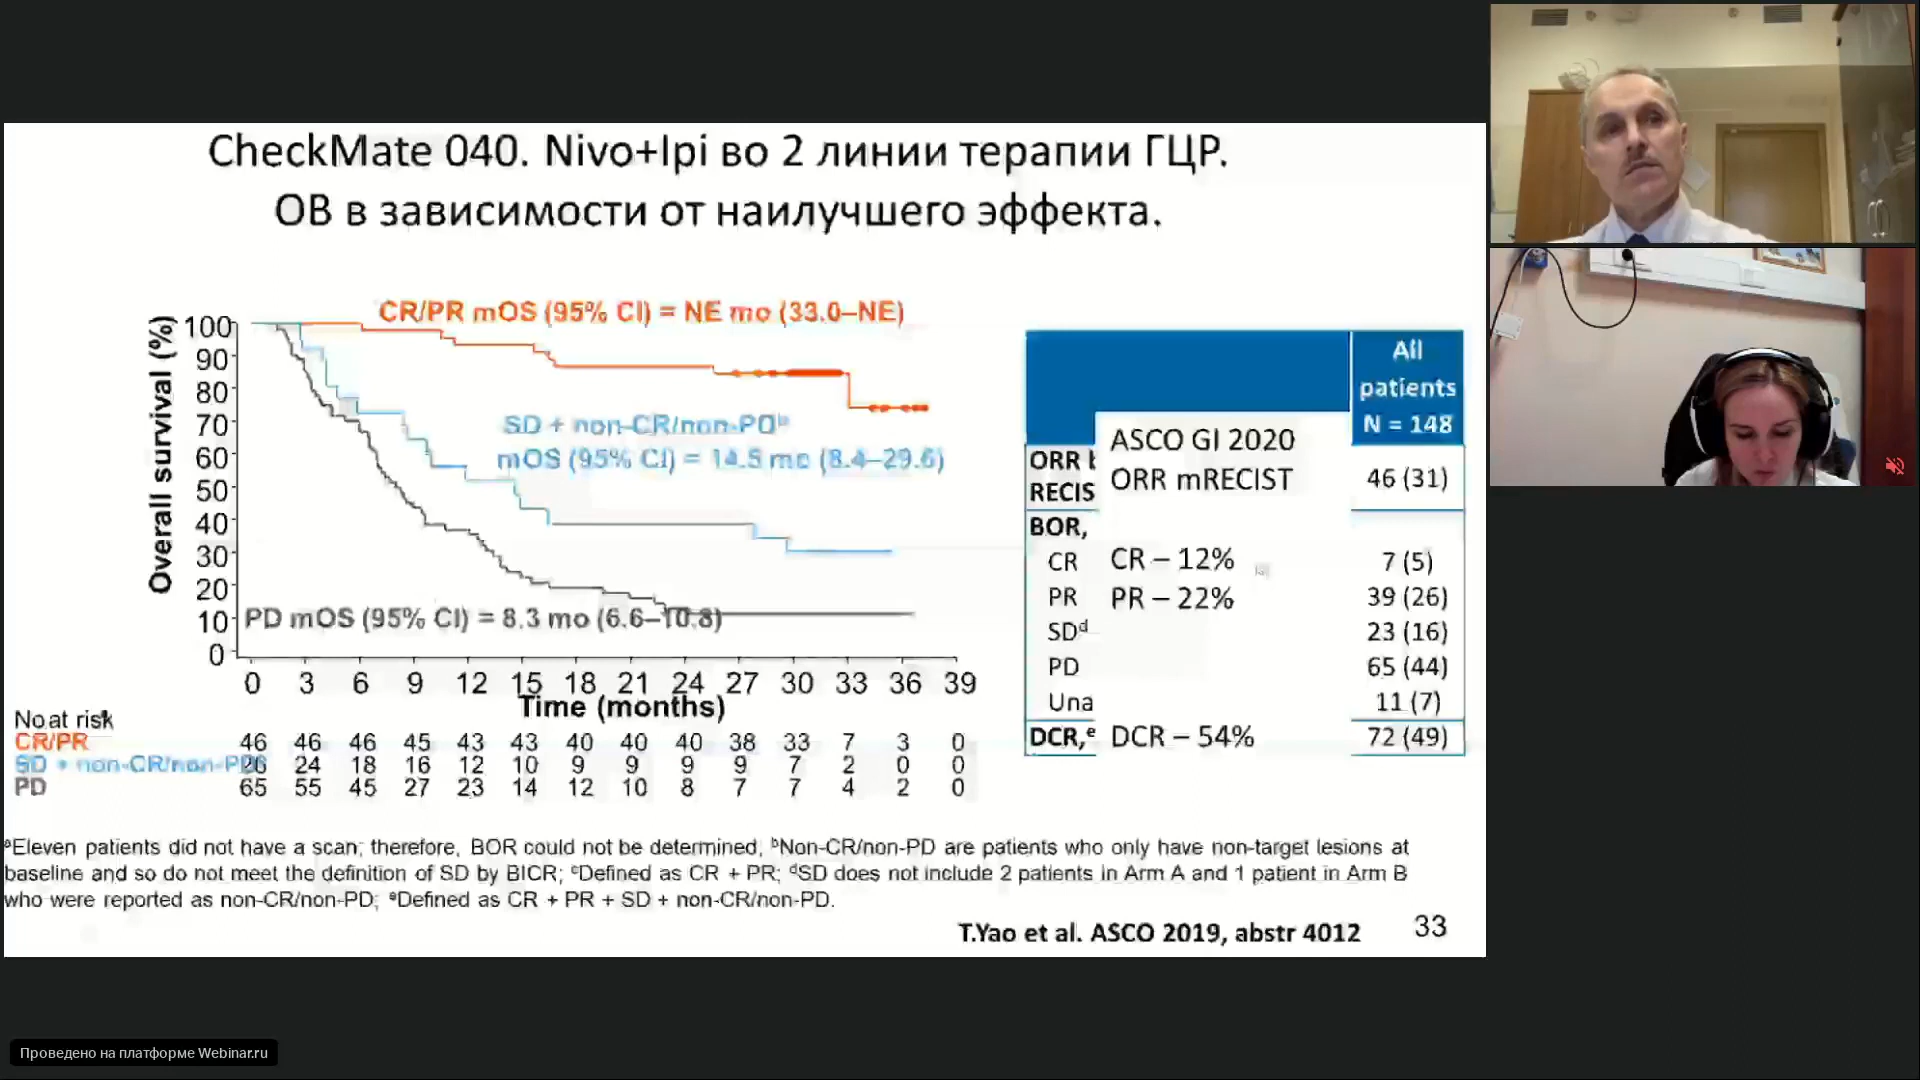 CheckMate 040. Nivo+Ipi во 2 линии терапии ГЦР.
ОВ в зависимости от наилучшего эффекта.
CR/PR mOS (95% CI) = NE mo (33.0–NE)
SD + non-CR/non-PDᵇ
mOS (95% CI) = 14.5 mo (8.4–29.6)
PD mOS (95% CI) = 8.3 mo (6.6–10.8)
Overall survival (%)
100
90
80
70
60
50
40
30
20
10
0
0 3 6 9 12 15 18 21 24 27 30 33 36 39
Time (months)
No at risk
CR/PR 46 46 46 45 43 43 40 40 40 38 33 7 3 0
SD + non-CR/non-PDᵇ 26 24 18 16 12 10 9 9 9 9 7 2 0 0
PD 65 55 45 27 23 14 12 10 8 7 7 4 2 0
All
patients
N = 148
ASCO GI 2020
ORR
RECIS
ORR mRECIST
46 (31)
BOR,
CR CR – 12% 7 (5)
PR PR – 22% 39 (26)
SDᵈ 23 (16)
PD 65 (44)
Una 11 (7)
DCR,ᵉ DCR – 54% 72 (49)
ᵃEleven patients did not have a scan; therefore, BOR could not be determined, ᵇNon-CR/non-PD are patients who only have non-target lesions at
baseline and so do not meet the definition of SD by BICR; ᶜDefined as CR + PR; ᵈSD does not include 2 patients in Arm A and 1 patient in Arm B
who were reported as non-CR/non-PD; ᵉDefined as CR + PR + SD + non-CR/non-PD.
T.Yao et al. ASCO 2019, abstr 4012
33
Проведено на платформе Webinar.ru